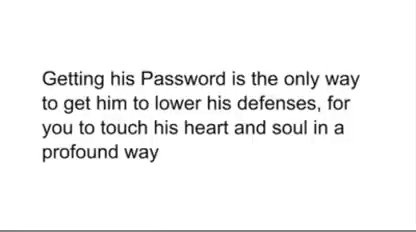 Getting his Password is the only way
to get him to lower his defenses, for
you to touch his heart and soul in a
profound way